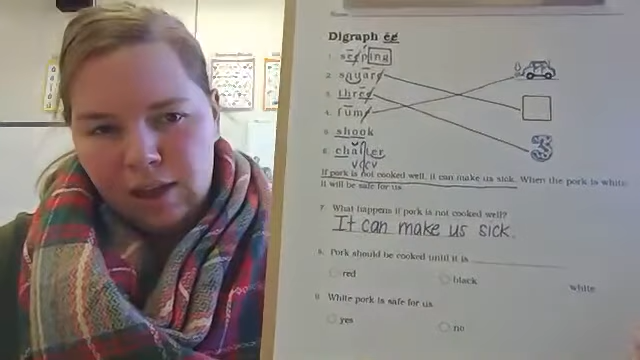 Digraph ee
1. seeping
2. sq
3. three
4. fume
5. shook
6. chatter
vccv
If pork is not cooked well, it can make us sick. When the pork is white
it will be safe for us.
7. What happens if pork is not cooked well?
It can make us sick.
8. Pork should be cooked until it is
red
black
white
9. White pork is safe for us.
yes
no